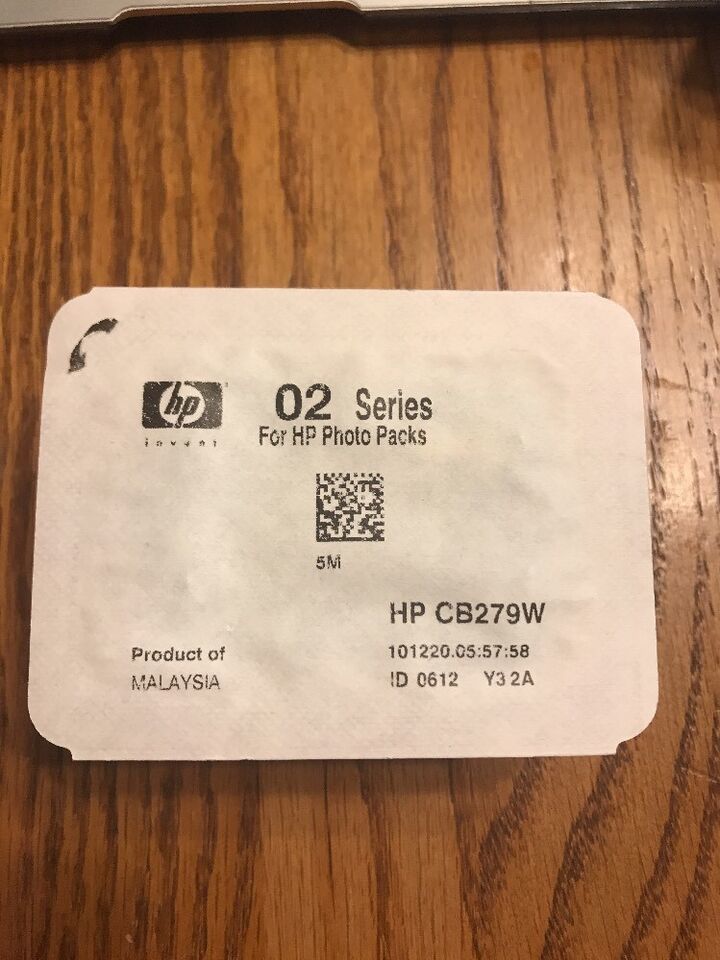 hp
invent
02 Series
For HP Photo Packs
5M
HP CB279W
Product of
MALAYSIA
101220.05:57:58
ID 0612 Y3 2A